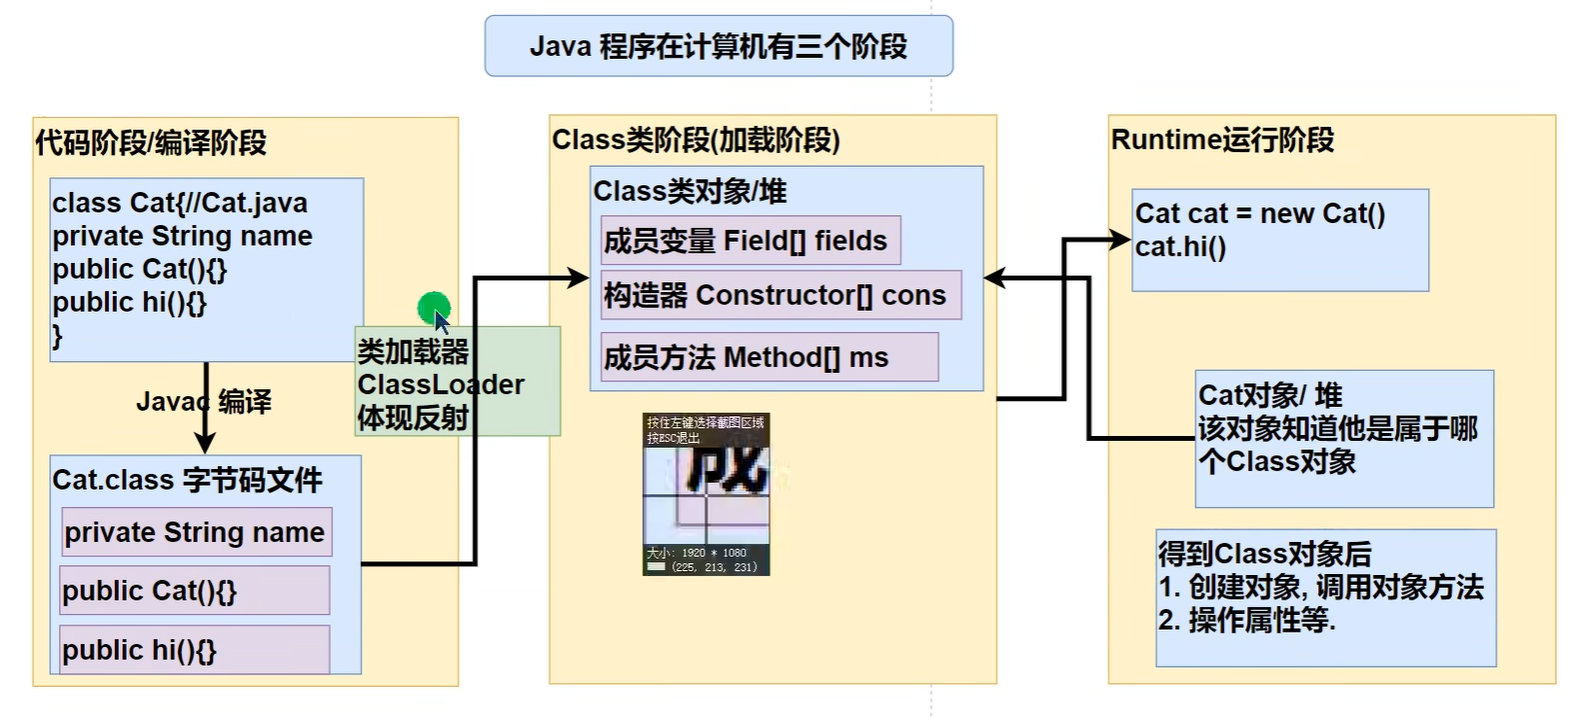 Java 程序在计算机有三个阶段
代码阶段/编译阶段
class Cat{//Cat.java
private String name
public Cat(){}
public hi(){}
}
Javac 编译
Cat.class 字节码文件
private String name
public Cat(){}
public hi(){}
类加载器
ClassLoader
体现反射
Class类阶段(加载阶段)
Class类对象/堆
成员变量 Field[] fields
构造器 Constructor[] cons
成员方法 Method[] ms
按住左键选择截图区域
按ESC退出
成
大小: 1920 * 1080
(225, 213, 231)
Runtime运行阶段
Cat cat = new Cat()
cat.hi()
Cat对象/ 堆
该对象知道他是属于哪
个Class对象
得到Class对象后
1. 创建对象, 调用对象方法
2. 操作属性等.